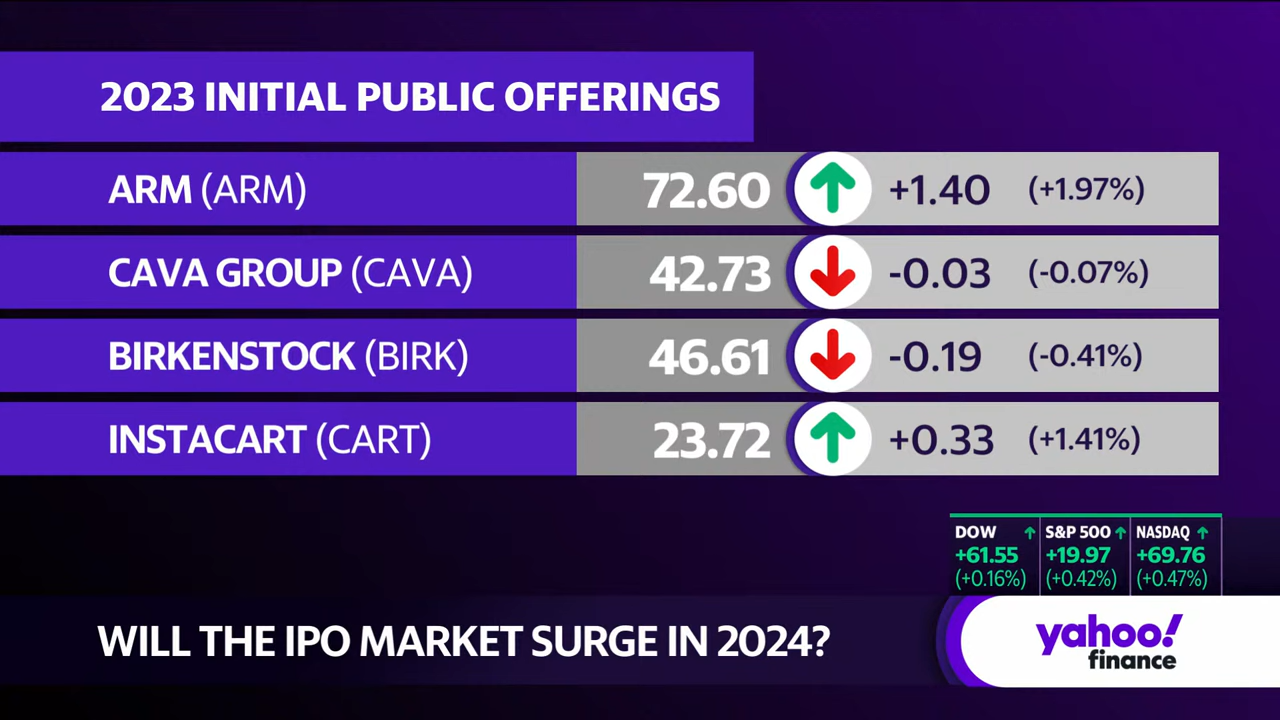 2023 INITIAL PUBLIC OFFERINGS
ARM (ARM) 72.60 +1.40 (+1.97%)
CAVA GROUP (CAVA) 42.73 -0.03 (-0.07%)
BIRKENSTOCK (BIRK) 46.61 -0.19 (-0.41%)
INSTACART (CART) 23.72 +0.33 (+1.41%)
DOW S&P 500 NASDAQ
+61.55 +19.97 +69.76
(+0.16%) (+0.42%) (+0.47%)
WILL THE IPO MARKET SURGE IN 2024?
yahoo!
finance